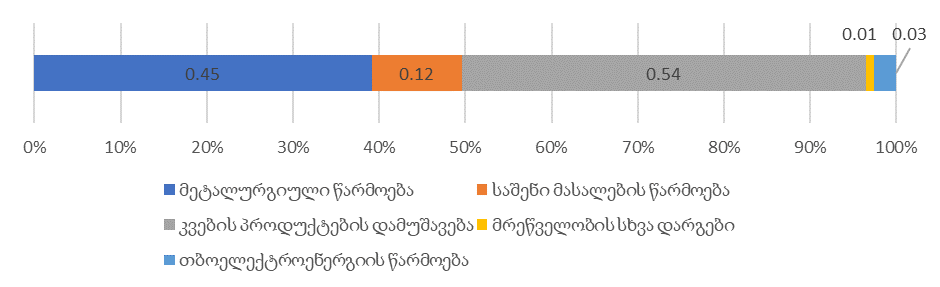 0.01 0.03
0.45 0.12 0.54
0% 10% 20% 30% 40% 50% 60% 70% 80% 90% 100%
მეტალურგიული წარმოება საშენი მასალების წარმოება
კვების პროდუქტების დამუშავება მრეწველობის სხვა დარგები
თბოელექტროენერგიის წარმოება